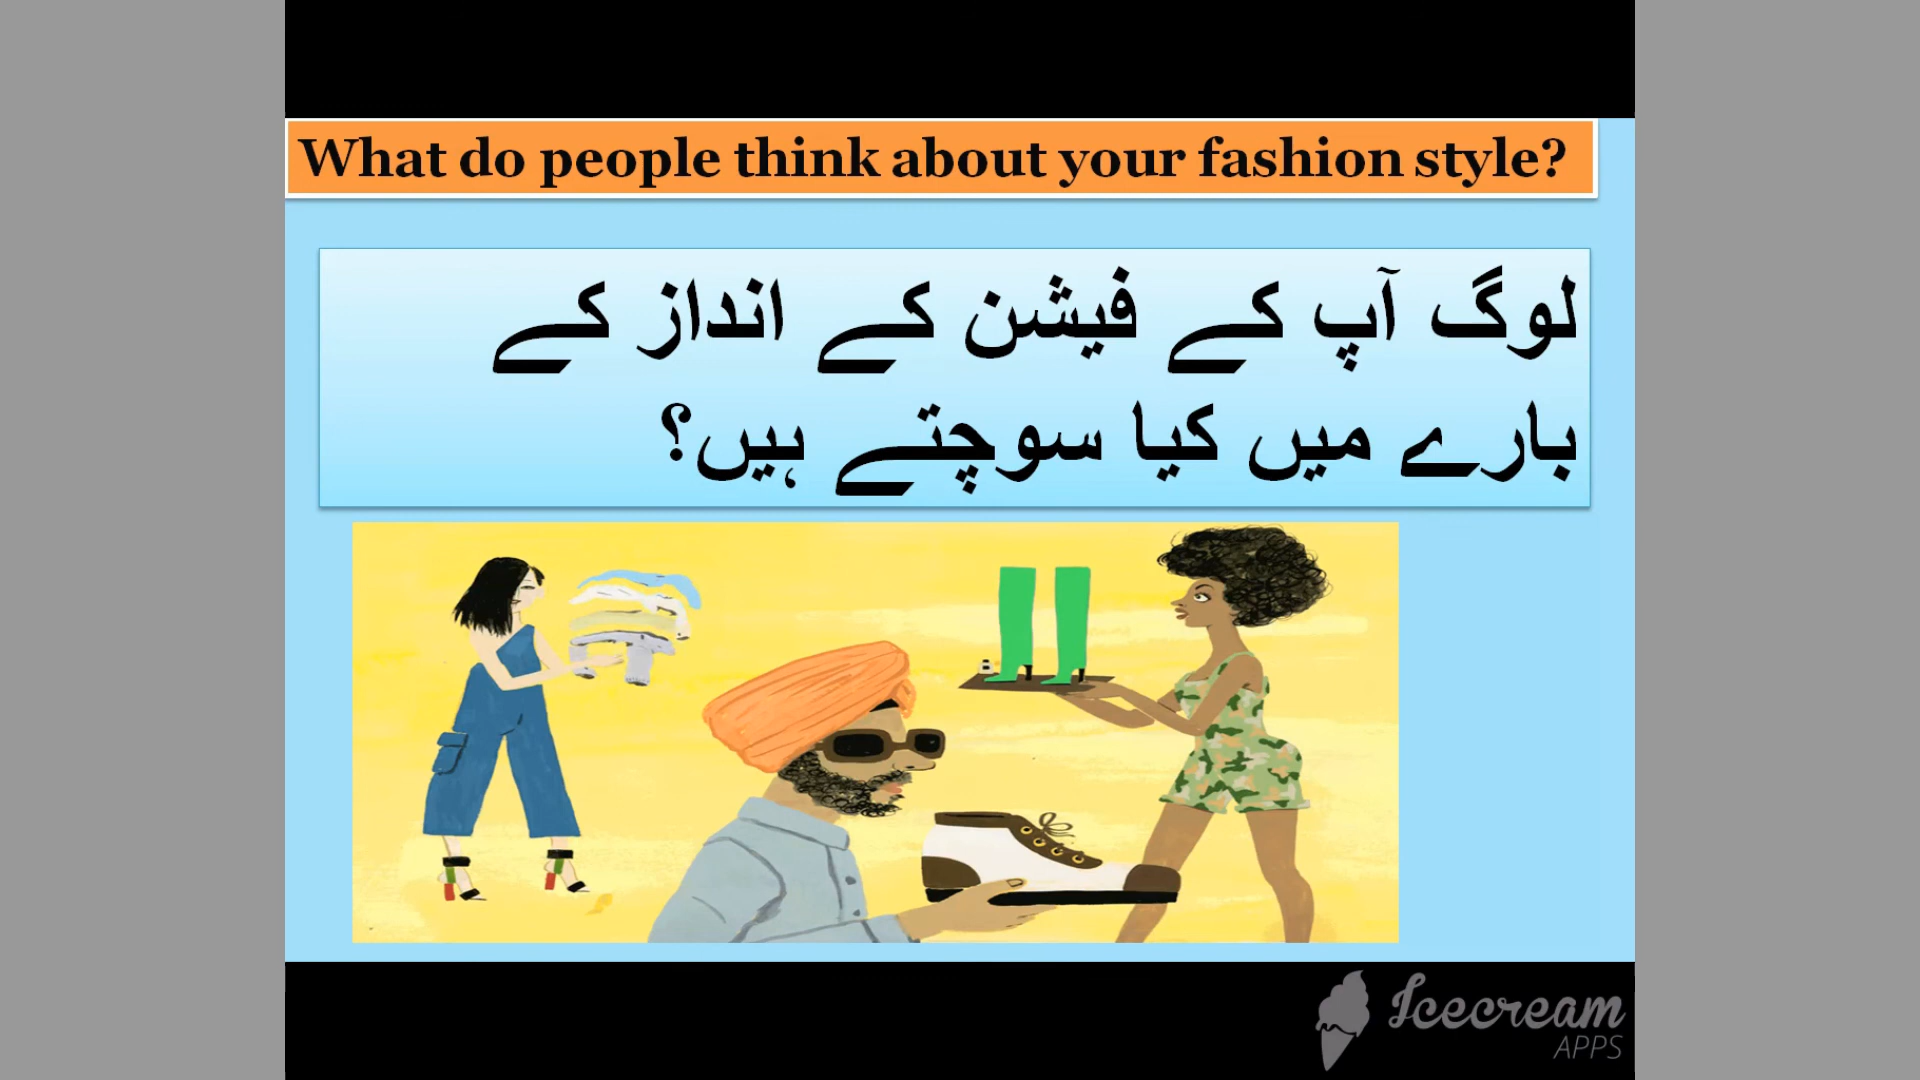 What do people think about your fashion style?
لوگ آپ کے فیشن کے انداز کے
بارے میں کیا سوچتے ہیں؟
Icecream
APPS